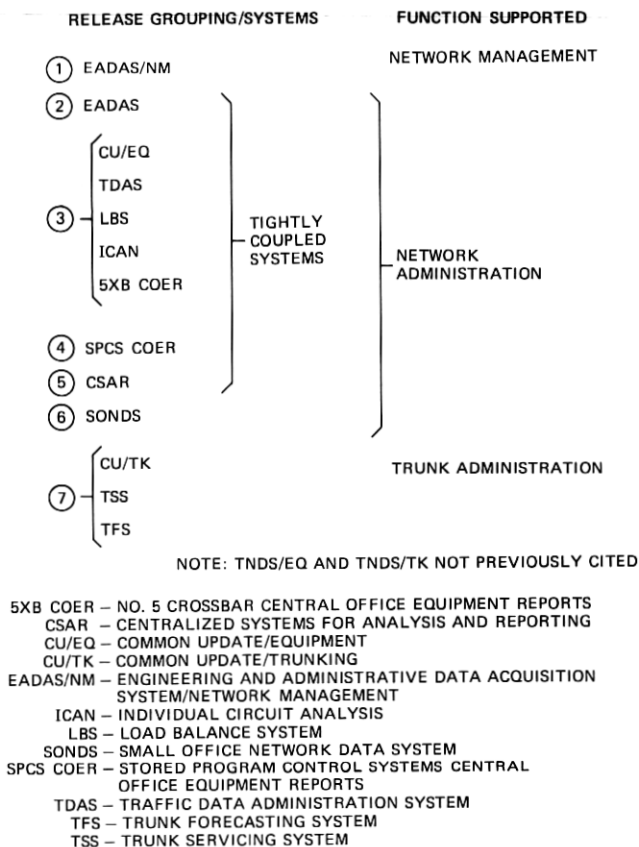 RELEASE GROUPING/SYSTEMS FUNCTION SUPPORTED
NETWORK MANAGEMENT
1 EADAS/NM
2 EADAS
CU/EQ
TDAS
3 LBS
ICAN
5XB COER
TIGHTLY
COUPLED
SYSTEMS
NETWORK
ADMINISTRATION
4 SPCS COER
5 CSAR
6 SONDS
CU/TK
7 TSS
TFS
TRUNK ADMINISTRATION
NOTE: TNDS/EQ AND TNDS/TK NOT PREVIOUSLY CITED
5XB COER – NO. 5 CROSSBAR CENTRAL OFFICE EQUIPMENT REPORTS
CSAR – CENTRALIZED SYSTEMS FOR ANALYSIS AND REPORTING
CU/EQ – COMMON UPDATE/EQUIPMENT
CU/TK – COMMON UPDATE/TRUNKING
EADAS/NM – ENGINEERING AND ADMINISTRATIVE DATA ACQUISITION
SYSTEM/NETWORK MANAGEMENT
ICAN – INDIVIDUAL CIRCUIT ANALYSIS
LBS – LOAD BALANCE SYSTEM
SONDS – SMALL OFFICE NETWORK DATA SYSTEM
SPCS COER – STORED PROGRAM CONTROL SYSTEMS CENTRAL
OFFICE EQUIPMENT REPORTS
TDAS – TRAFFIC DATA ADMINISTRATION SYSTEM
TFS – TRUNK FORECASTING SYSTEM
TSS – TRUNK SERVICING SYSTEM